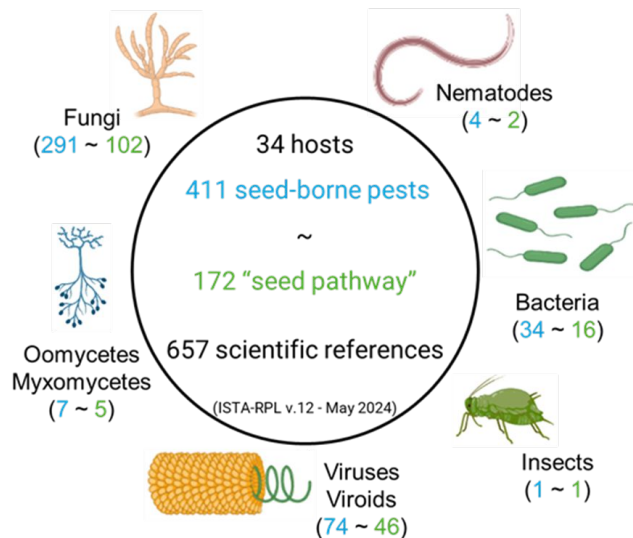 Fungi
(291 ~ 102)
Nematodes
(4 ~ 2)
34 hosts
411 seed-borne pests
~
172 “seed pathway”
657 scientific references
(ISTA-RPL v.12 - May 2024)
Bacteria
(34 ~ 16)
Oomycetes
Myxomycetes
(7 ~ 5)
Insects
(1 ~ 1)
Viruses
Viroids
(74 ~ 46)